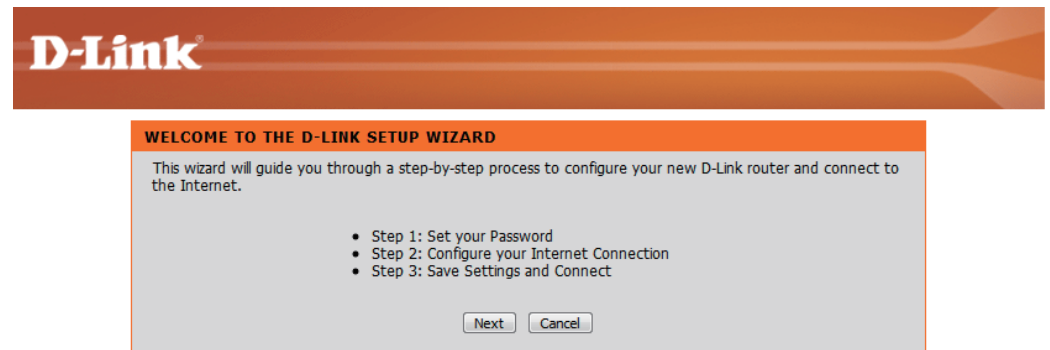 D-Link®
WELCOME TO THE D-LINK SETUP WIZARD
This wizard will guide you through a step-by-step process to configure your new D-Link router and connect to
the Internet.
• Step 1: Set your Password
• Step 2: Configure your Internet Connection
• Step 3: Save Settings and Connect
Next Cancel